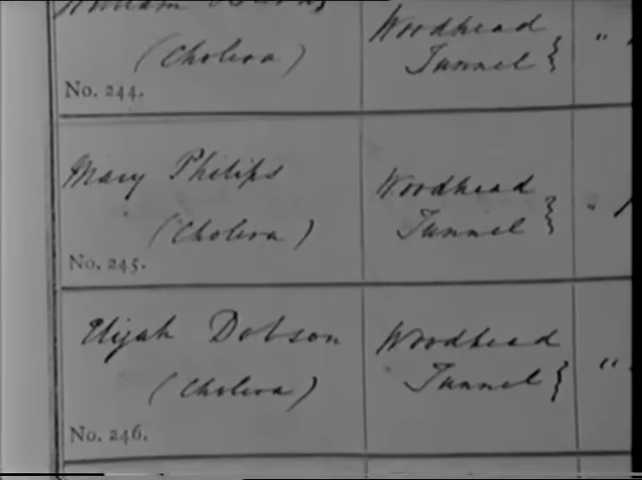 William
(Cholera)
No. 244.
Woodhead
Tunnel } "
Mary Philips
(Cholera)
No. 245.
Woodhead
Tunnel }
Elijah Dobson
(Cholera)
No. 246.
Woodhead
Tunnel } "